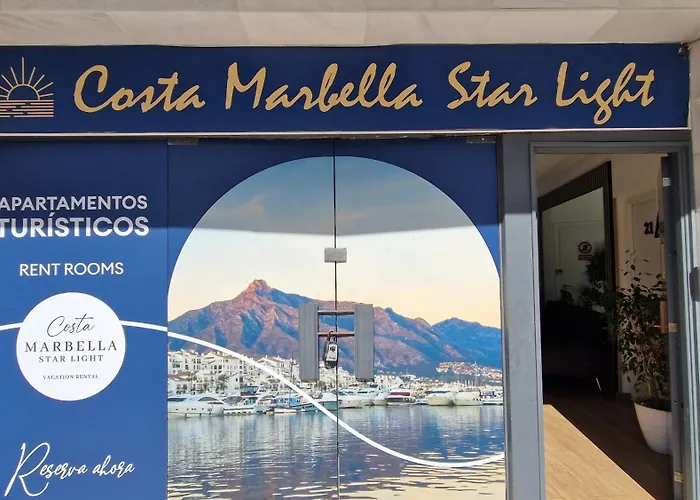 Costa Marbella Star Light
APARTAMENTOS
TURÍSTICOS
RENT ROOMS
Costa
MARBELLA
STAR LIGHT
VACATION RENTAL
Reserva ahora